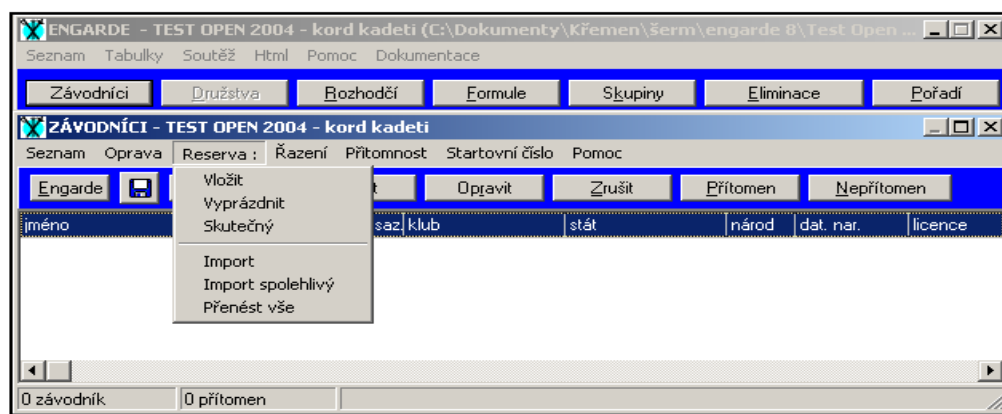 ENGARDE - TEST OPEN 2004 - kord kadeti (C:\Dokumenty\Křemen\šerm\engarde 8\Test Open ...
Seznam Tabulky Soutěž Html Pomoc Dokumentace
Závodníci Družstva Rozhodčí Formule Skupiny Eliminace Pořadí
ZÁVODNÍCI - TEST OPEN 2004 - kord kadeti
Seznam Oprava Reserva : Řazení Přítomnost Startovní číslo Pomoc
Engarde Opravit Zrušit Přítomen Nepřítomen
jméno saz. klub stát národ dat. nar. licence
Vložit
Vyprázdnit
Skutečný
Import
Import spolehlivý
Přenést vše
0 závodník 0 přítomen